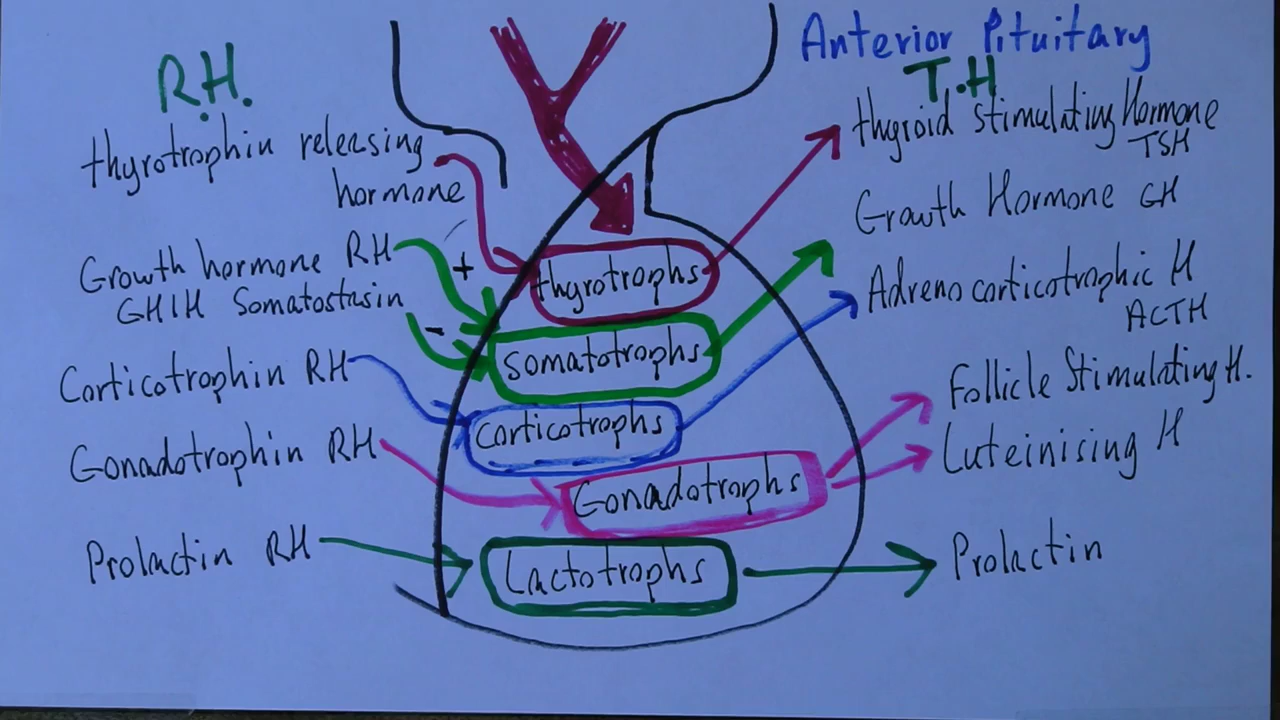 R.H.
thyrotrophin releasing
hormone
Growth hormone RH
GHIH Somatostasin
Corticotrophin RH
Gonadotrophin RH
Prolactin RH
+
-
thyrotrophs
somatotrophs
corticotrophs
Gonadotrophs
Lactotrophs
Anterior Pituitary
T.H
thyroid stimulating Hormone
TSH
Growth Hormone GH
Adreno corticotrophic H
ACTH
Follicle Stimulating H.
Luteinising H
Prolactin